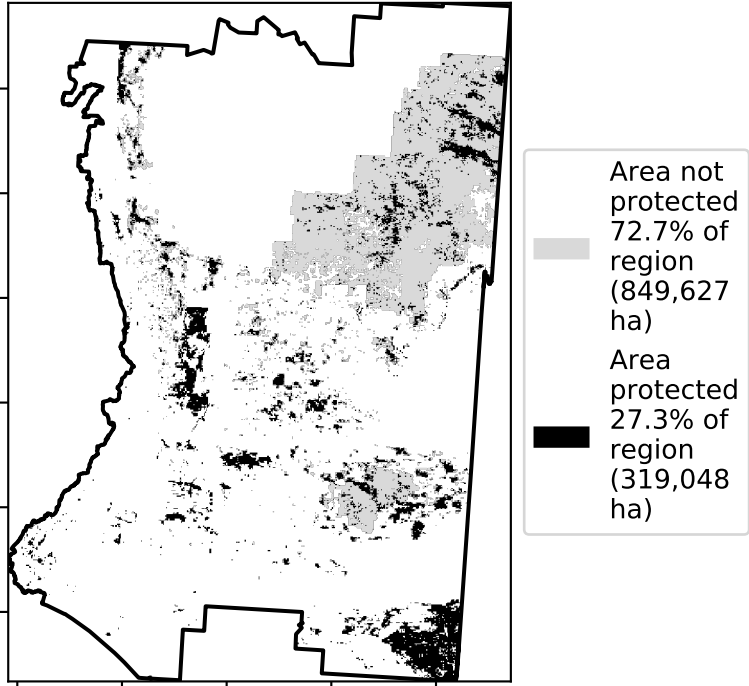 Area not
protected
72.7% of
region
(849,627
ha)
Area
protected
27.3% of
region
(319,048
ha)